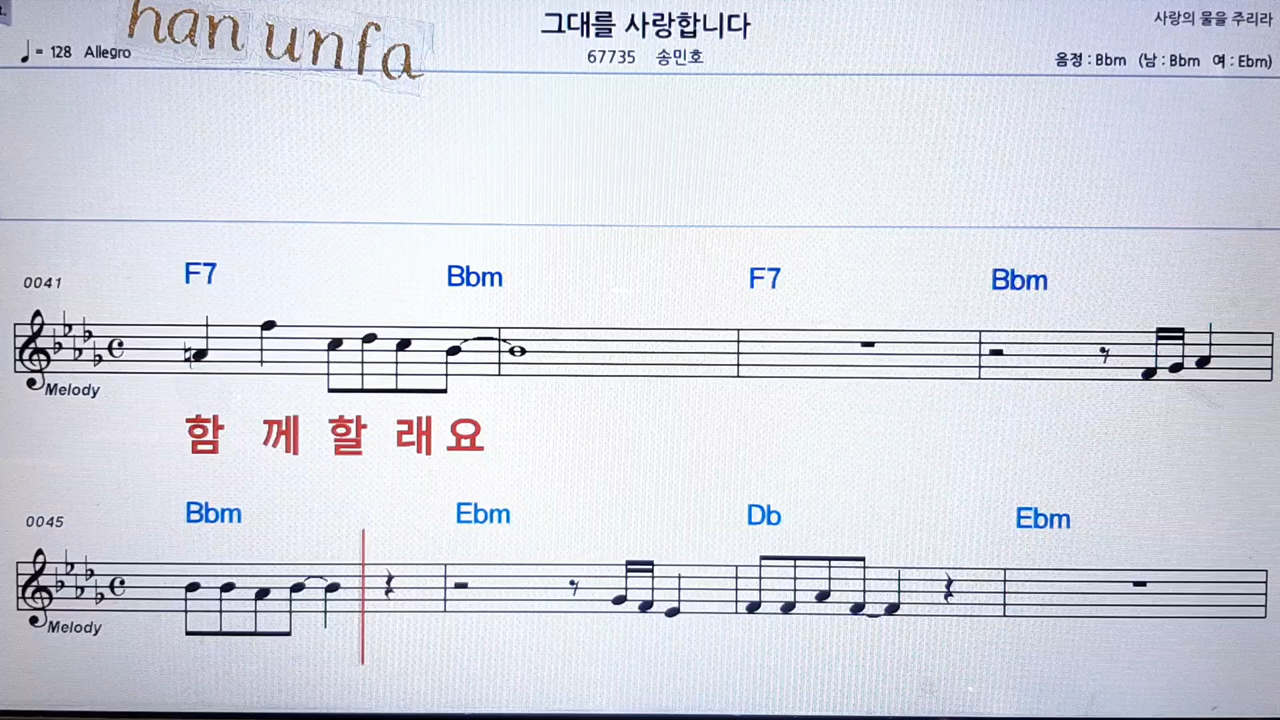 han unfa
그대를 사랑합니다
사랑의 물을 주리라
♩= 128 Allegro
67735 송민호
음정 : Bbm (남 : Bbm 여 : Ebm)
0041
F7 Bbm F7 Bbm
Melody
함 께 할 래 요
0045
Bbm Ebm Db Ebm
Melody